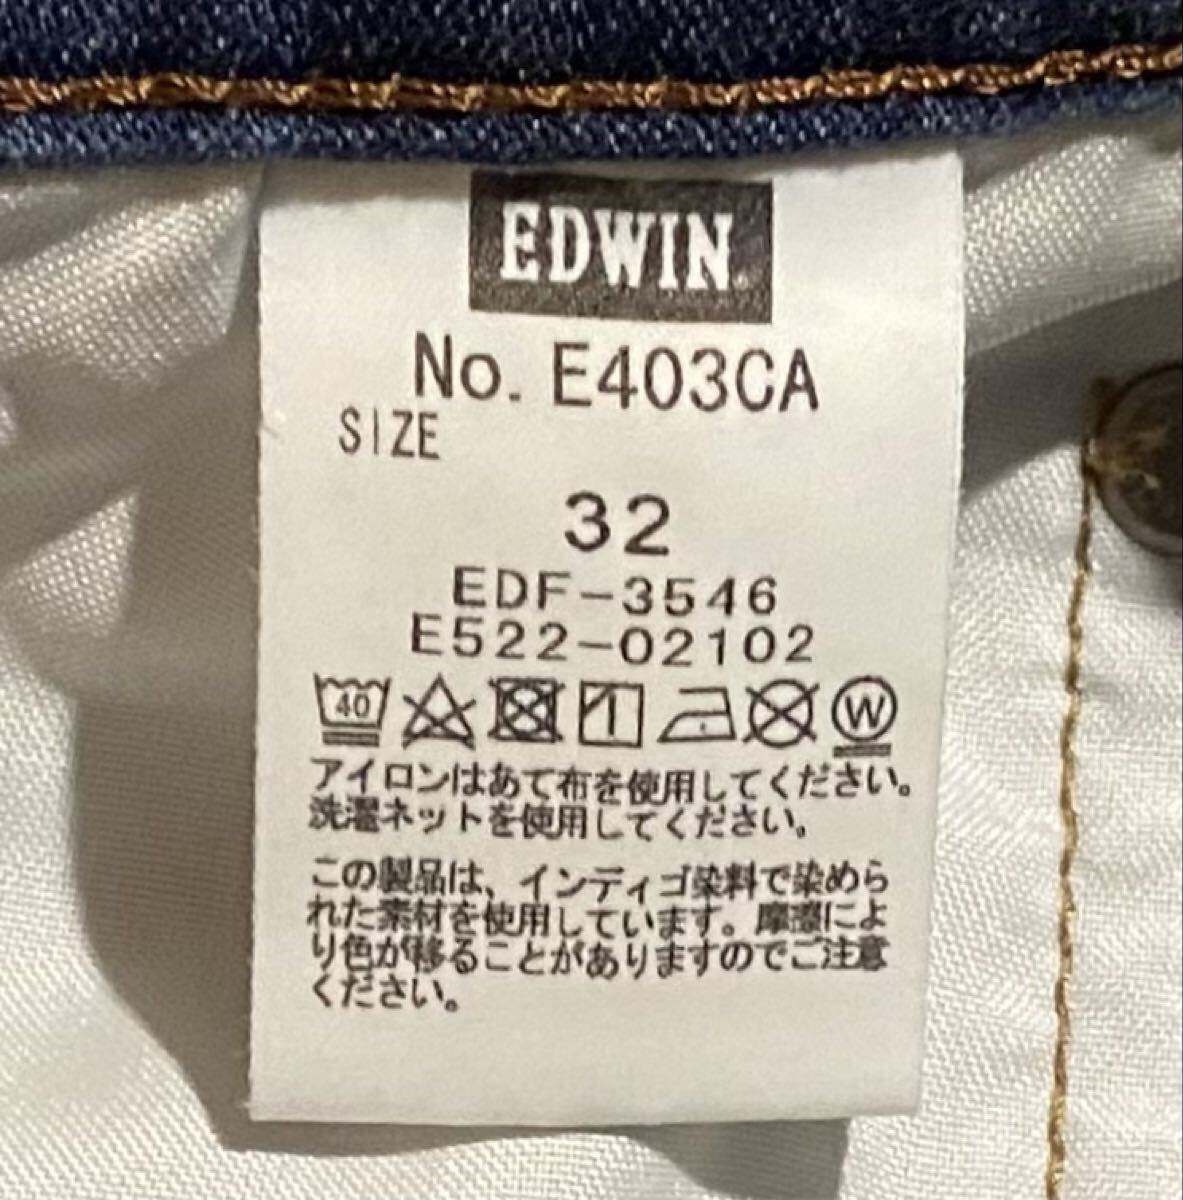 EDWIN
No. E403CA
SIZE
32
EDF-3546
E522-02102
40 W
アイロンはあて布を使用してください。
洗濯ネットを使用してください。
この製品は、インディゴ染料で染めら
れた素材を使用しています。摩擦によ
り色が移ることがありますのでご注意
ください。